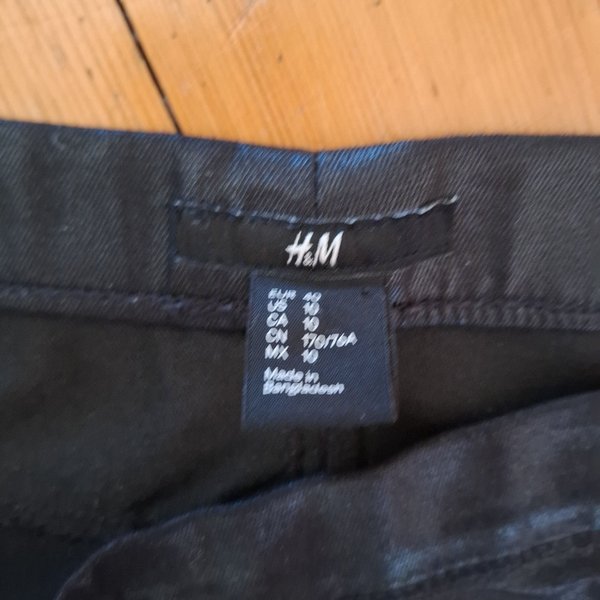 H&M
EUR 40
US 10
CA 10
CN 170/76A
MX 10
Made in
Bangladesh